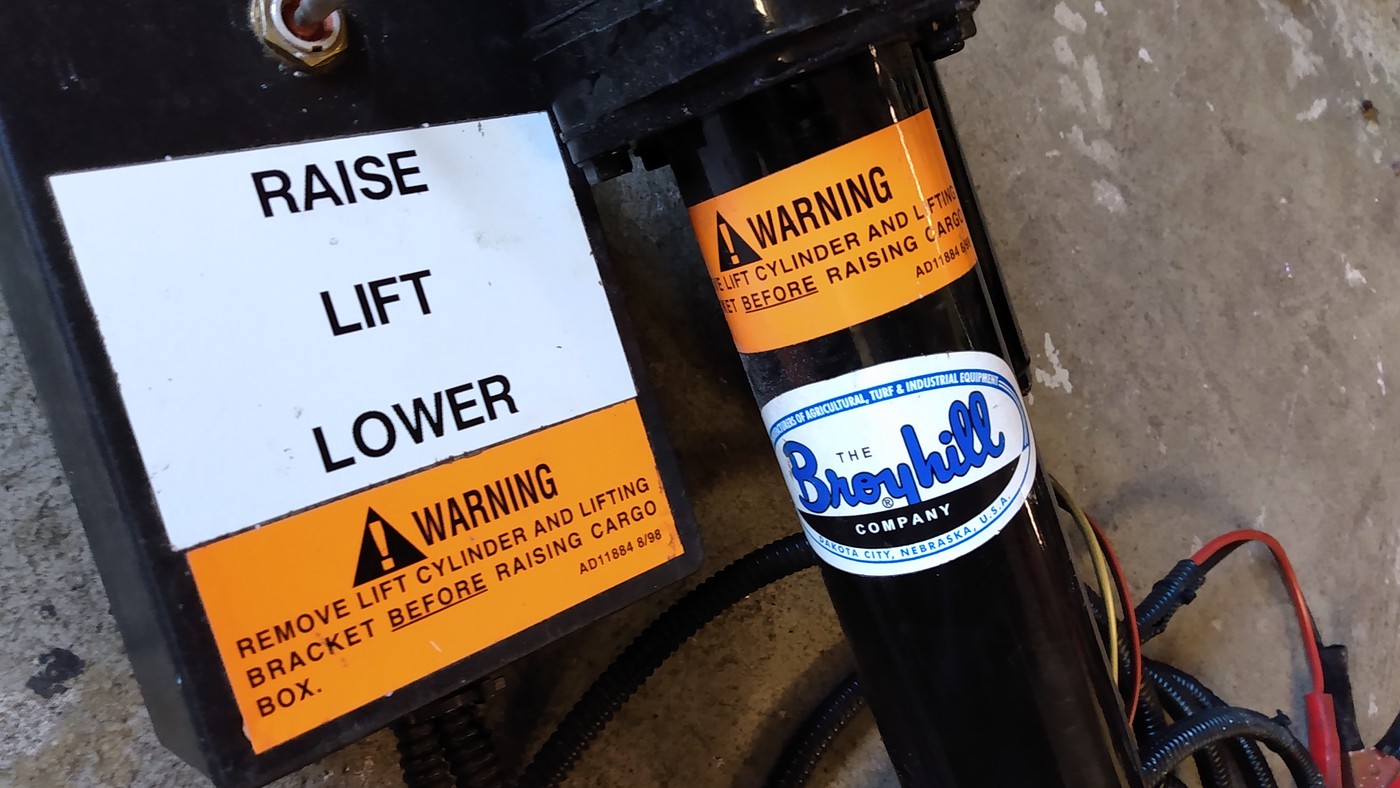 RAISE
LIFT
LOWER
WARNING
REMOVE LIFT CYLINDER AND LIFTING
BRACKET BEFORE RAISING CARGO
BOX.
AD11884 8/98
WARNING
LIFT CYLINDER AND LIFTING
BEFORE RAISING CARGO
AD11884
OF AGRICULTURAL, TURF & INDUSTRIAL EQUIPMENT
THE
Broyhill
®
COMPANY
DAKOTA CITY, NEBRASKA, U.S.A.